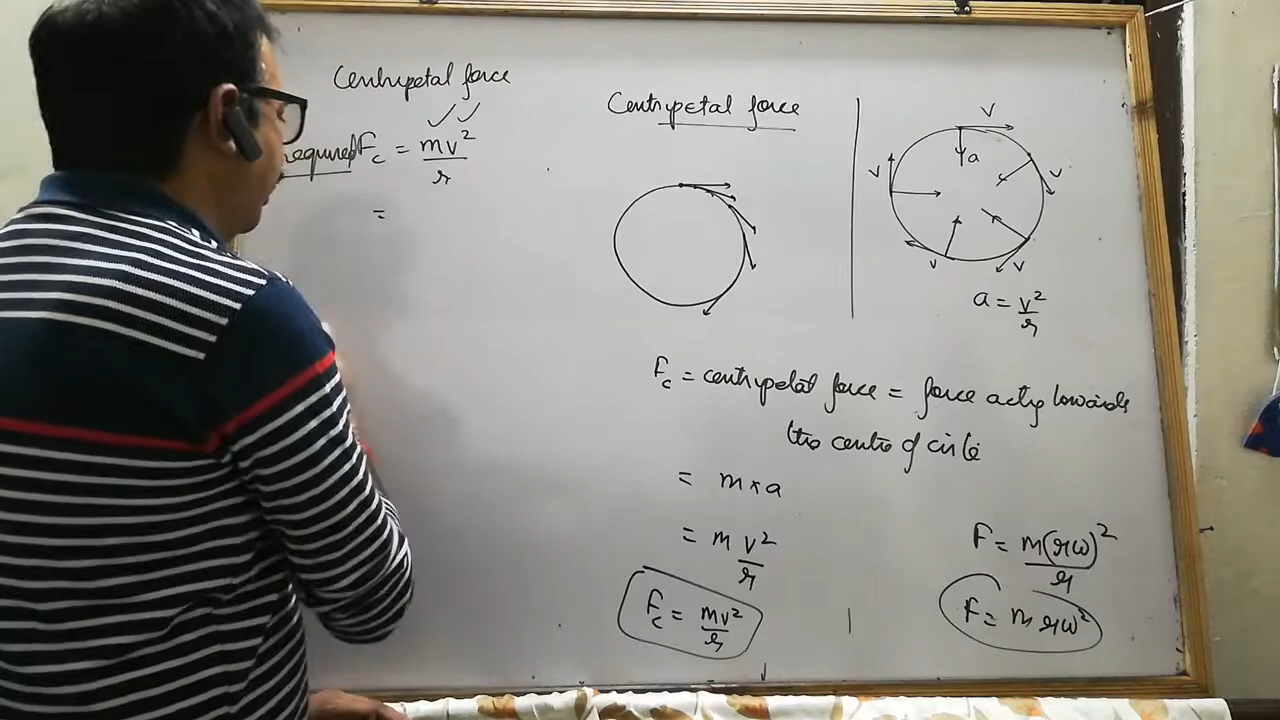 Centripetal force
required Fc = mv²/r
=
Centripetal force
V
a
V
V
V
V
a = v²/r
Fc = centripetal force = force acting towards
the centre of circle
= m×a
= m v²/r
Fc = mv²/r
F = m(rω)²/r
F = mrω²